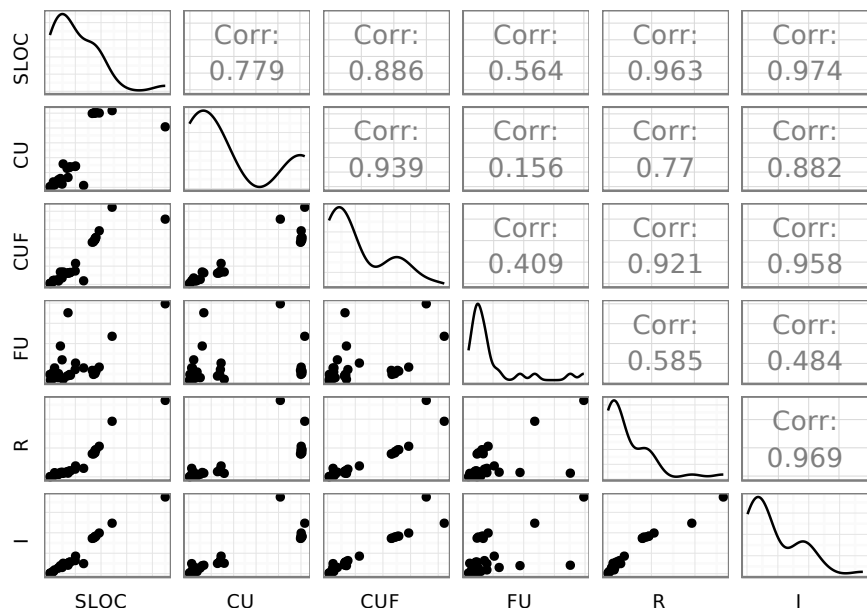 SLOC
Corr:
0.779
Corr:
0.886
Corr:
0.564
Corr:
0.963
Corr:
0.974
CU
Corr:
0.939
Corr:
0.156
Corr:
0.77
Corr:
0.882
CUF
Corr:
0.409
Corr:
0.921
Corr:
0.958
FU
Corr:
0.585
Corr:
0.484
R
Corr:
0.969
I
SLOC
CU
CUF
FU
R
I